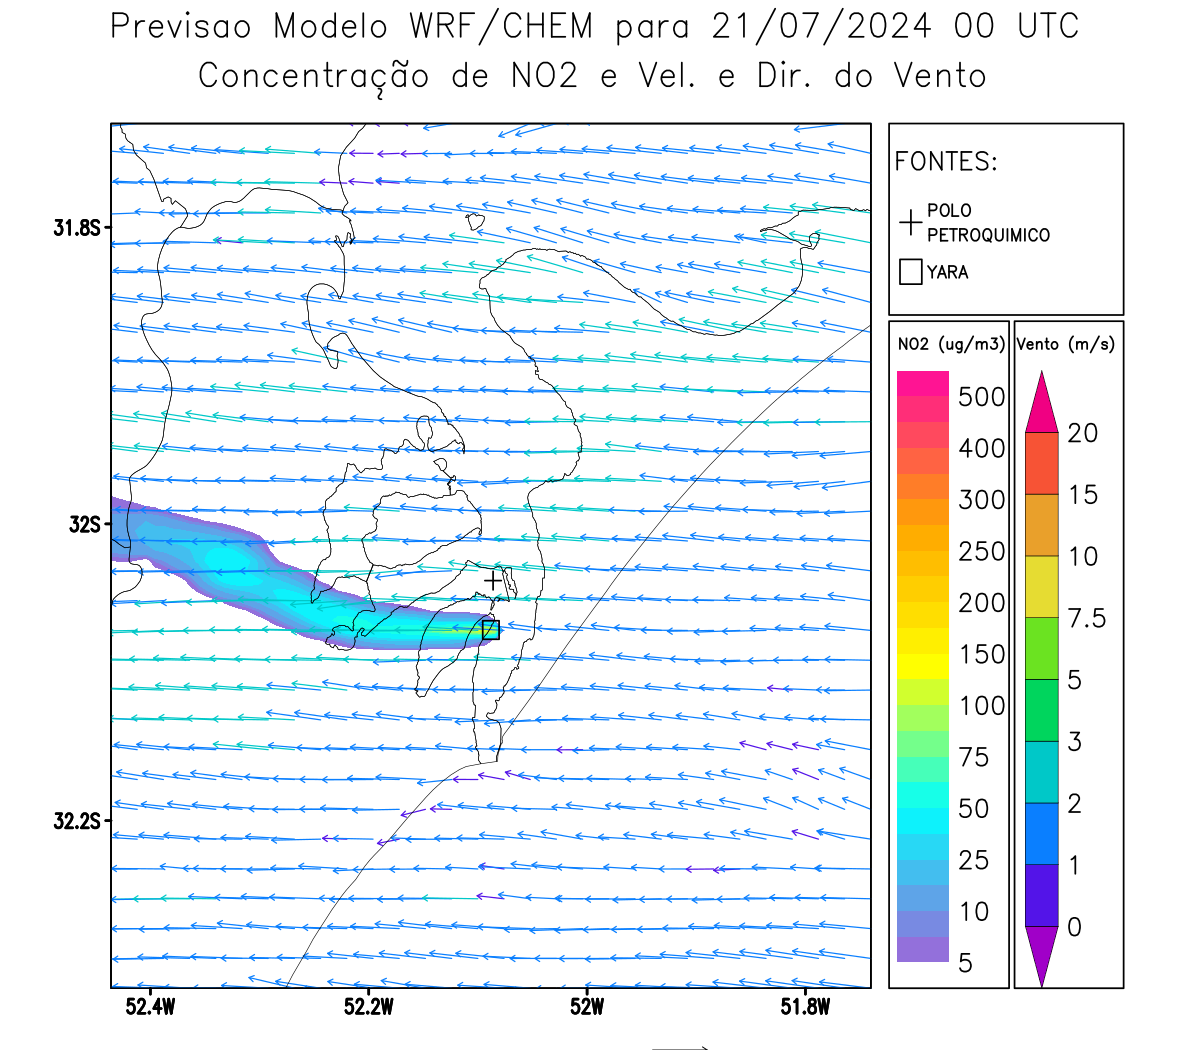 Previsao Modelo WRF/CHEM para 21/07/2024 00 UTC
Concentração de NO2 e Vel. e Dir. do Vento
FONTES:
POLO
PETROQUIMICO
YARA
NO2 (ug/m3)
500
400
300
250
200
150
100
75
50
25
10
5
Vento (m/s)
20
15
10
7.5
5
3
2
1
0
31.8S
32S
32.2S
52.4W
52.2W
52W
51.8W